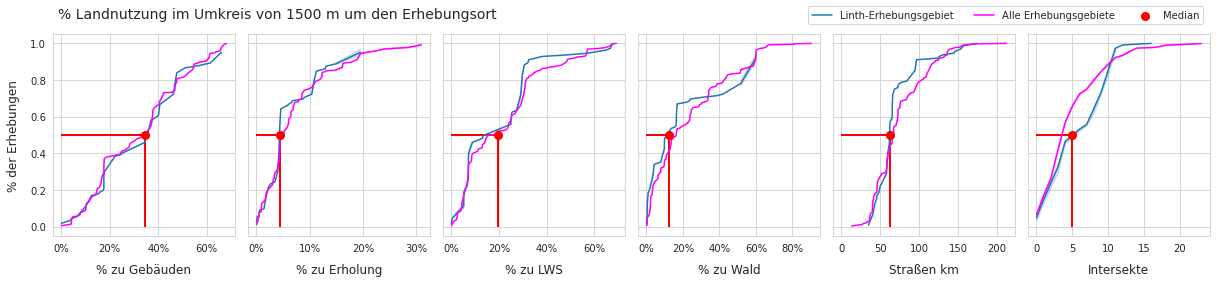 % Landnutzung im Umkreis von 1500 m um den Erhebungsort
Linth-Erhebungsgebiet Alle Erhebungsgebiete Median
% der Erhebungen
1.0
0.8
0.6
0.4
0.2
0.0
0% 20% 40% 60%
% zu Gebäuden
0% 10% 20% 30%
% zu Erholung
0% 20% 40% 60%
% zu LWS
0% 20% 40% 60% 80%
% zu Wald
0 50 100 150 200
Straßen km
0 5 10 15 20
Intersekte